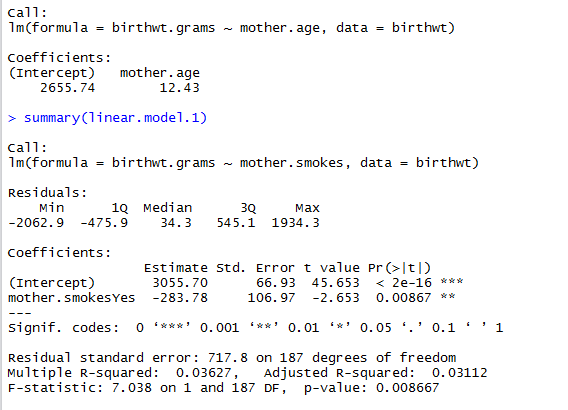 Call:
lm(formula = birthwt.grams ~ mother.age, data = birthwt)
Coefficients:
(Intercept)   mother.age
    2655.74        12.43
> summary(linear.model.1)
Call:
lm(formula = birthwt.grams ~ mother.smokes, data = birthwt)
Residuals:
    Min      1Q  Median      3Q     Max
-2062.9  -475.9    34.3   545.1  1934.3
Coefficients:
                Estimate Std. Error t value Pr(>|t|)
(Intercept)      3055.70      66.93  45.653  < 2e-16 ***
mother.smokesYes -283.78     106.97  -2.653  0.00867 **
---
Signif. codes:  0 ‘***’ 0.001 ‘**’ 0.01 ‘*’ 0.05 ‘.’ 0.1 ‘ ’ 1
Residual standard error: 717.8 on 187 degrees of freedom
Multiple R-squared:  0.03627,   Adjusted R-squared:  0.03112
F-statistic: 7.038 on 1 and 187 DF,  p-value: 0.008667